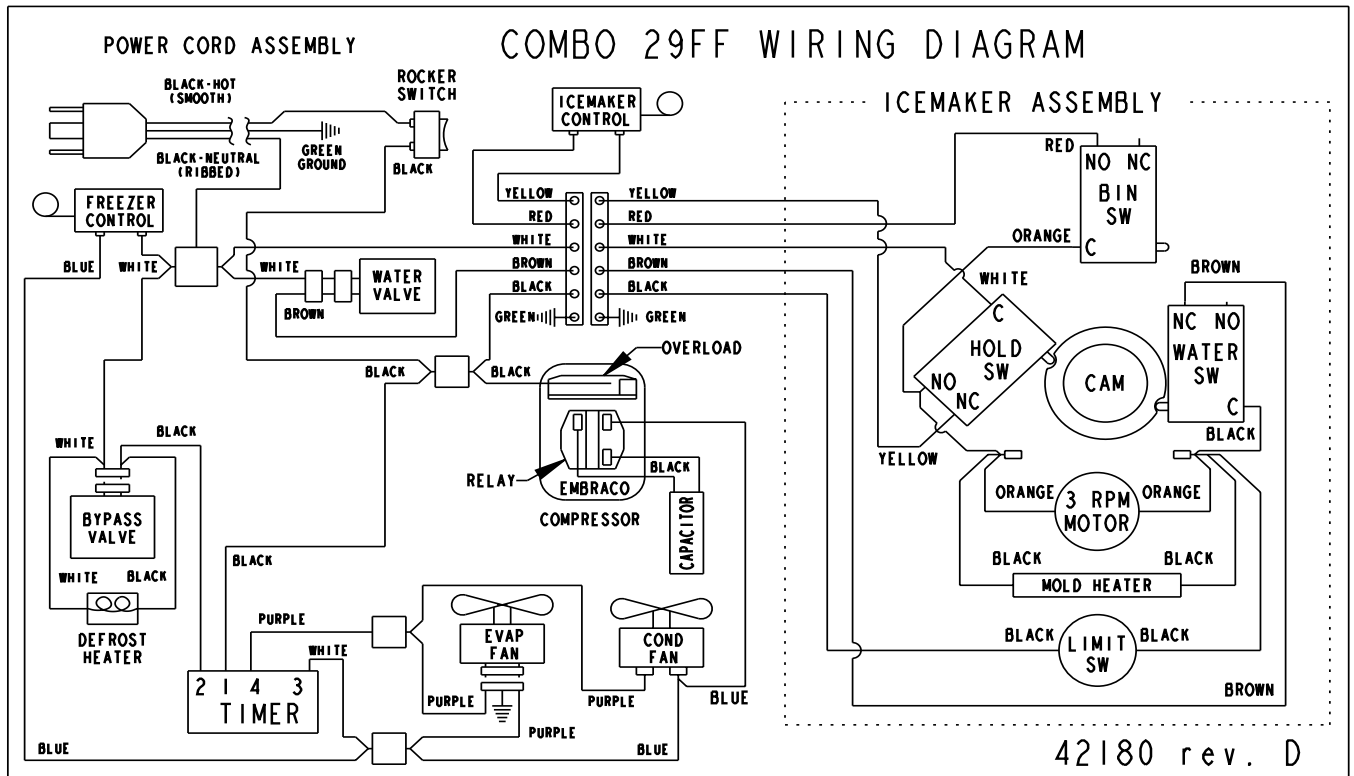 COMBO 29FF WIRING DIAGRAM
POWER CORD ASSEMBLY
BLACK-HOT
(SMOOTH)
ROCKER
SWITCH
BLACK-NEUTRAL
(RIBBED)
GREEN
GROUND
BLACK
FREEZER
CONTROL
BLUE
WHITE
WHITE
BROWN
WATER
VALVE
ICEMAKER
CONTROL
YELLOW
RED
WHITE
BROWN
BLACK
GREEN
YELLOW
RED
WHITE
BROWN
BLACK
GREEN
ICEMAKER ASSEMBLY
RED
NO NC
BIN
SW
C
ORANGE
WHITE
C
HOLD
SW
NO
NC
YELLOW
CAM
BROWN
NC NO
WATER
SW
C
BLACK
ORANGE
3 RPM
MOTOR
ORANGE
BLACK
BLACK
MOLD HEATER
BLACK
LIMIT
SW
BLACK
BROWN
BLACK
BLACK
OVERLOAD
RELAY
EMBRACO
COMPRESSOR
BLACK
CAPACITOR
WHITE
BLACK
BYPASS
VALVE
WHITE
BLACK
DEFROST
HEATER
BLACK
PURPLE
WHITE
2 1 4 3
TIMER
EVAP
FAN
COND
FAN
PURPLE
PURPLE
PURPLE
BLUE
BLUE
BLUE
42180 rev. D